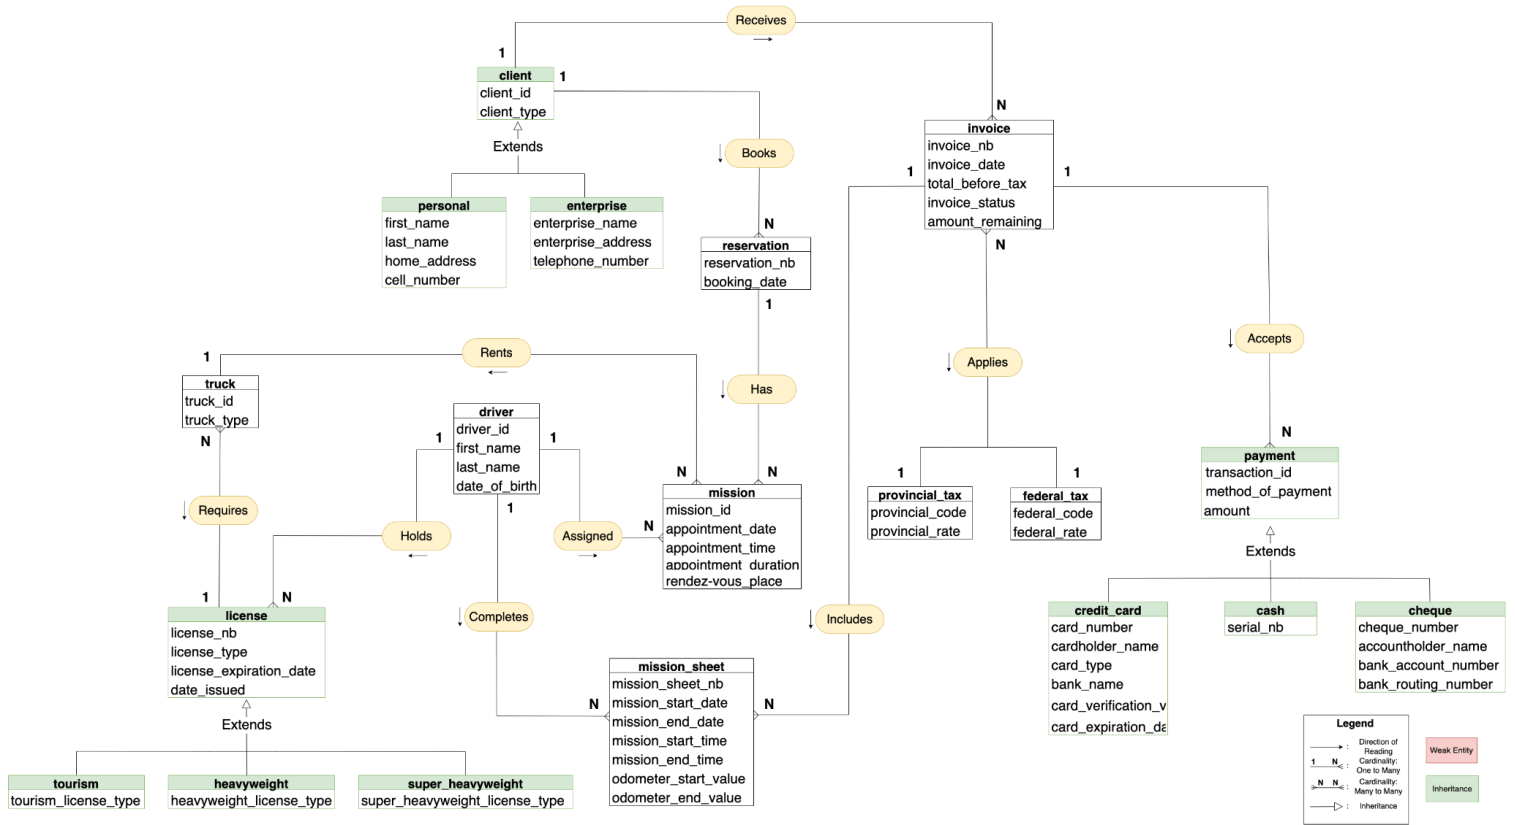 Receives
1
client
1
client_id
client_type
Extends
personal
first_name
last_name
home_address
cell_number
enterprise
enterprise_name
enterprise_address
telephone_number
Books
N
reservation
reservation_nb
booking_date
1
N
invoice
invoice_nb
invoice_date
total_before_tax
invoice_status
amount_remaining
1
1
N
Applies
1
provincial_tax
provincial_code
provincial_rate
1
federal_tax
federal_code
federal_rate
Accepts
N
payment
transaction_id
method_of_payment
amount
Extends
credit_card
card_number
cardholder_name
card_type
bank_name
card_verification_v
card_expiration_da
cash
serial_nb
cheque
cheque_number
accountholder_name
bank_account_number
bank_routing_number
Rents
1
truck
truck_id
truck_type
N
Requires
1
N
license
license_nb
license_type
license_expiration_date
date_issued
Extends
tourism
tourism_license_type
heavyweight
heavyweight_license_type
super_heavyweight
super_heavyweight_license_type
driver
driver_id
first_name
last_name
date_of_birth
1
1
1
Holds
Assigned
N
Has
N
N
mission
mission_id
appointment_date
appointment_time
appointment_duration
rendez-vous_place
Completes
N
Includes
N
mission_sheet
mission_sheet_nb
mission_start_date
mission_end_date
mission_start_time
mission_end_time
odometer_start_value
odometer_end_value
Legend
: Direction of
Reading
1 N : Cardinality:
One to Many
N N : Cardinality:
Many to Many
: Inheritance
Weak Entity
Inheritance